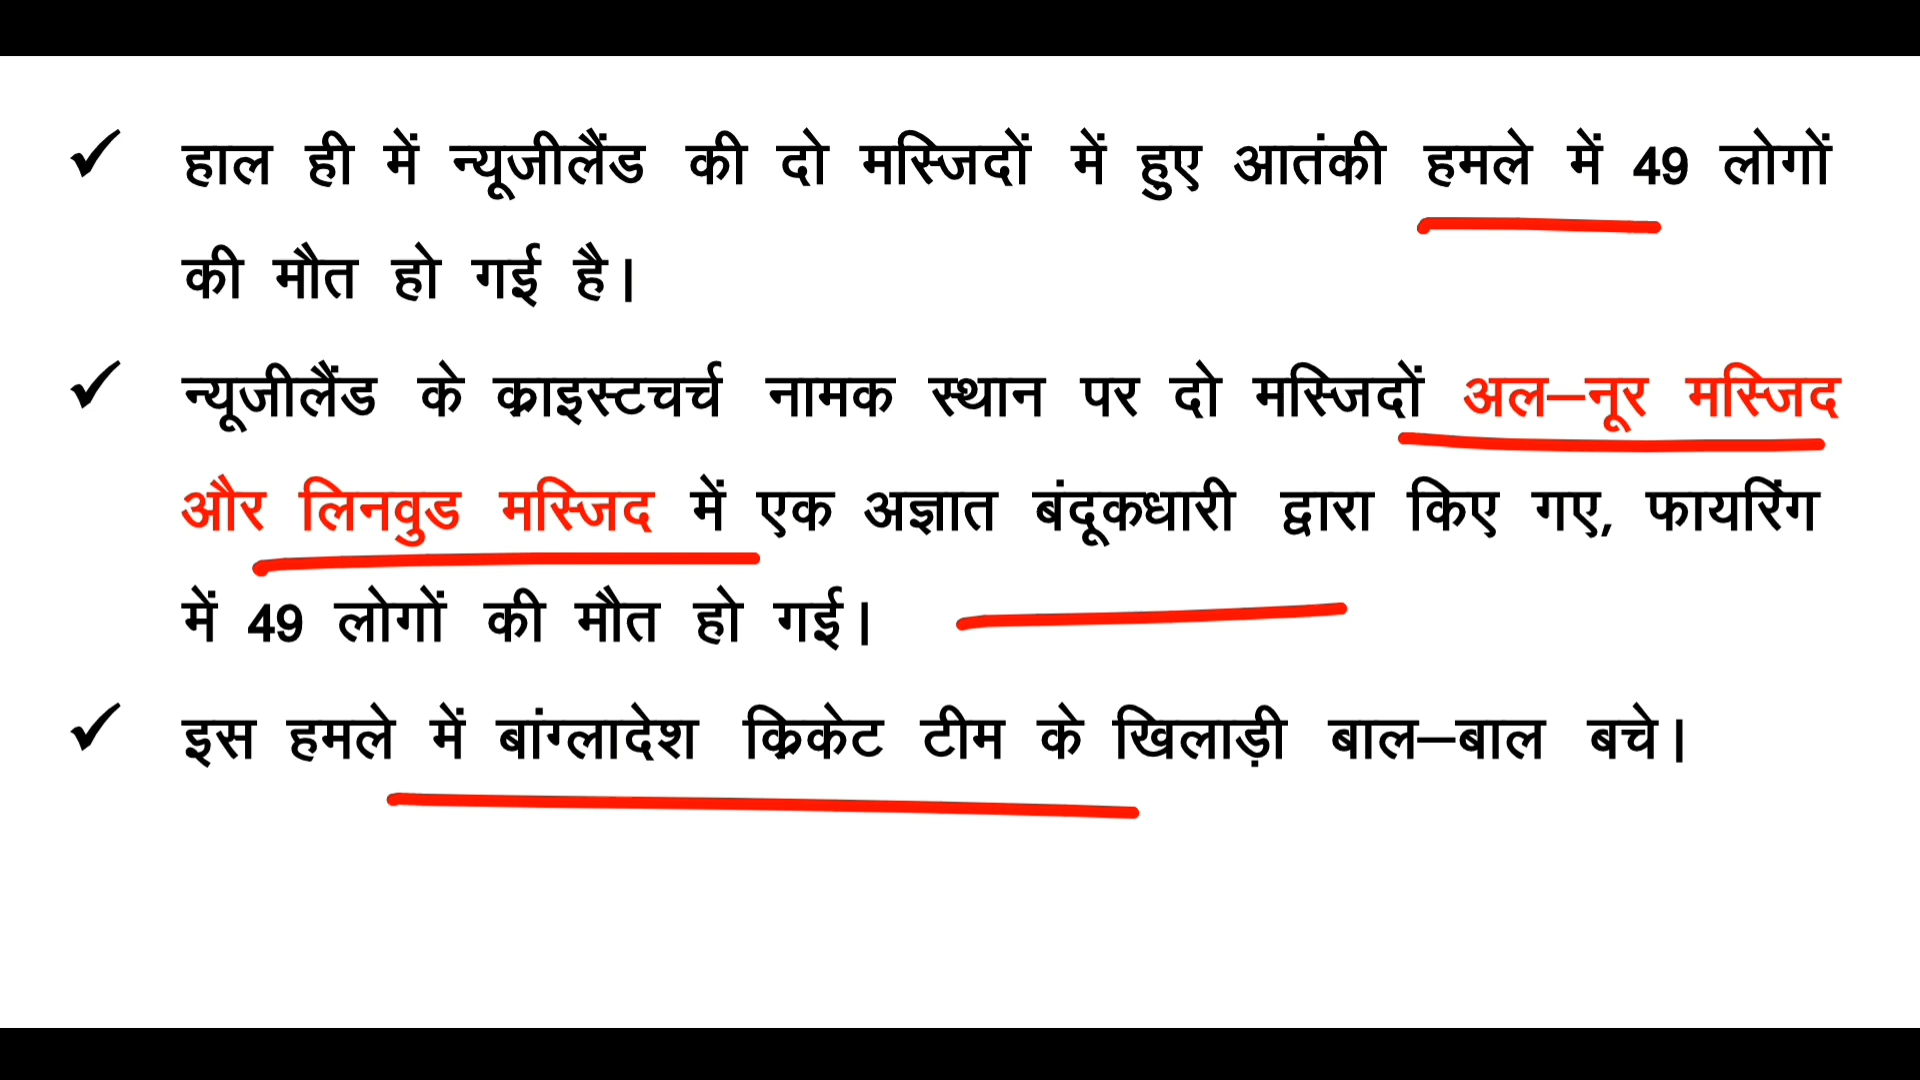 ✓ हाल ही में न्यूजीलैंड की दो मस्जिदों में हुए आतंकी हमले में 49 लोगों
की मौत हो गई है।
✓ न्यूजीलैंड के क्राइस्टचर्च नामक स्थान पर दो मस्जिदों अल–नूर मस्जिद
और लिनवुड मस्जिद में एक अज्ञात बंदूकधारी द्वारा किए गए, फायरिंग
में 49 लोगों की मौत हो गई।
✓ इस हमले में बांग्लादेश क्रिकेट टीम के खिलाड़ी बाल–बाल बचे।